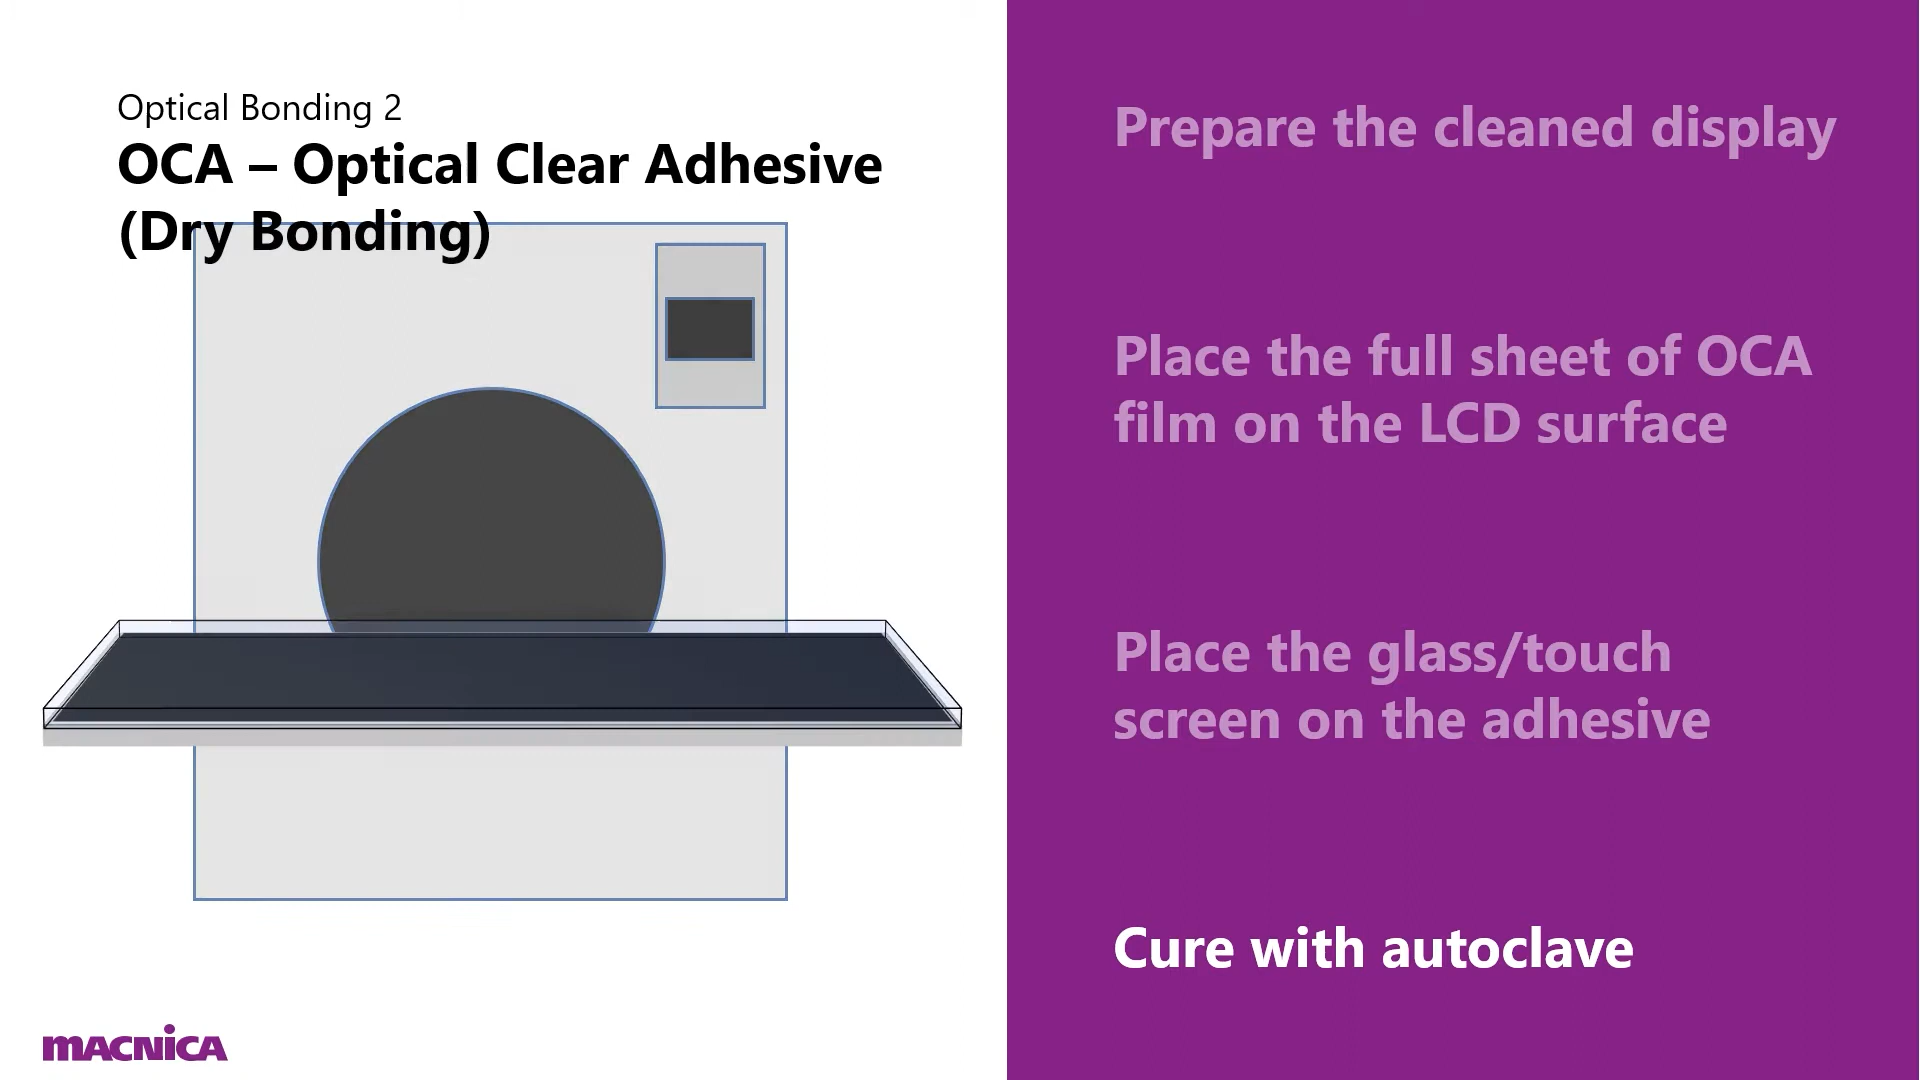 Optical Bonding 2
OCA – Optical Clear Adhesive
(Dry Bonding)
Prepare the cleaned display
Place the full sheet of OCA
film on the LCD surface
Place the glass/touch
screen on the adhesive
Cure with autoclave
MACNICA